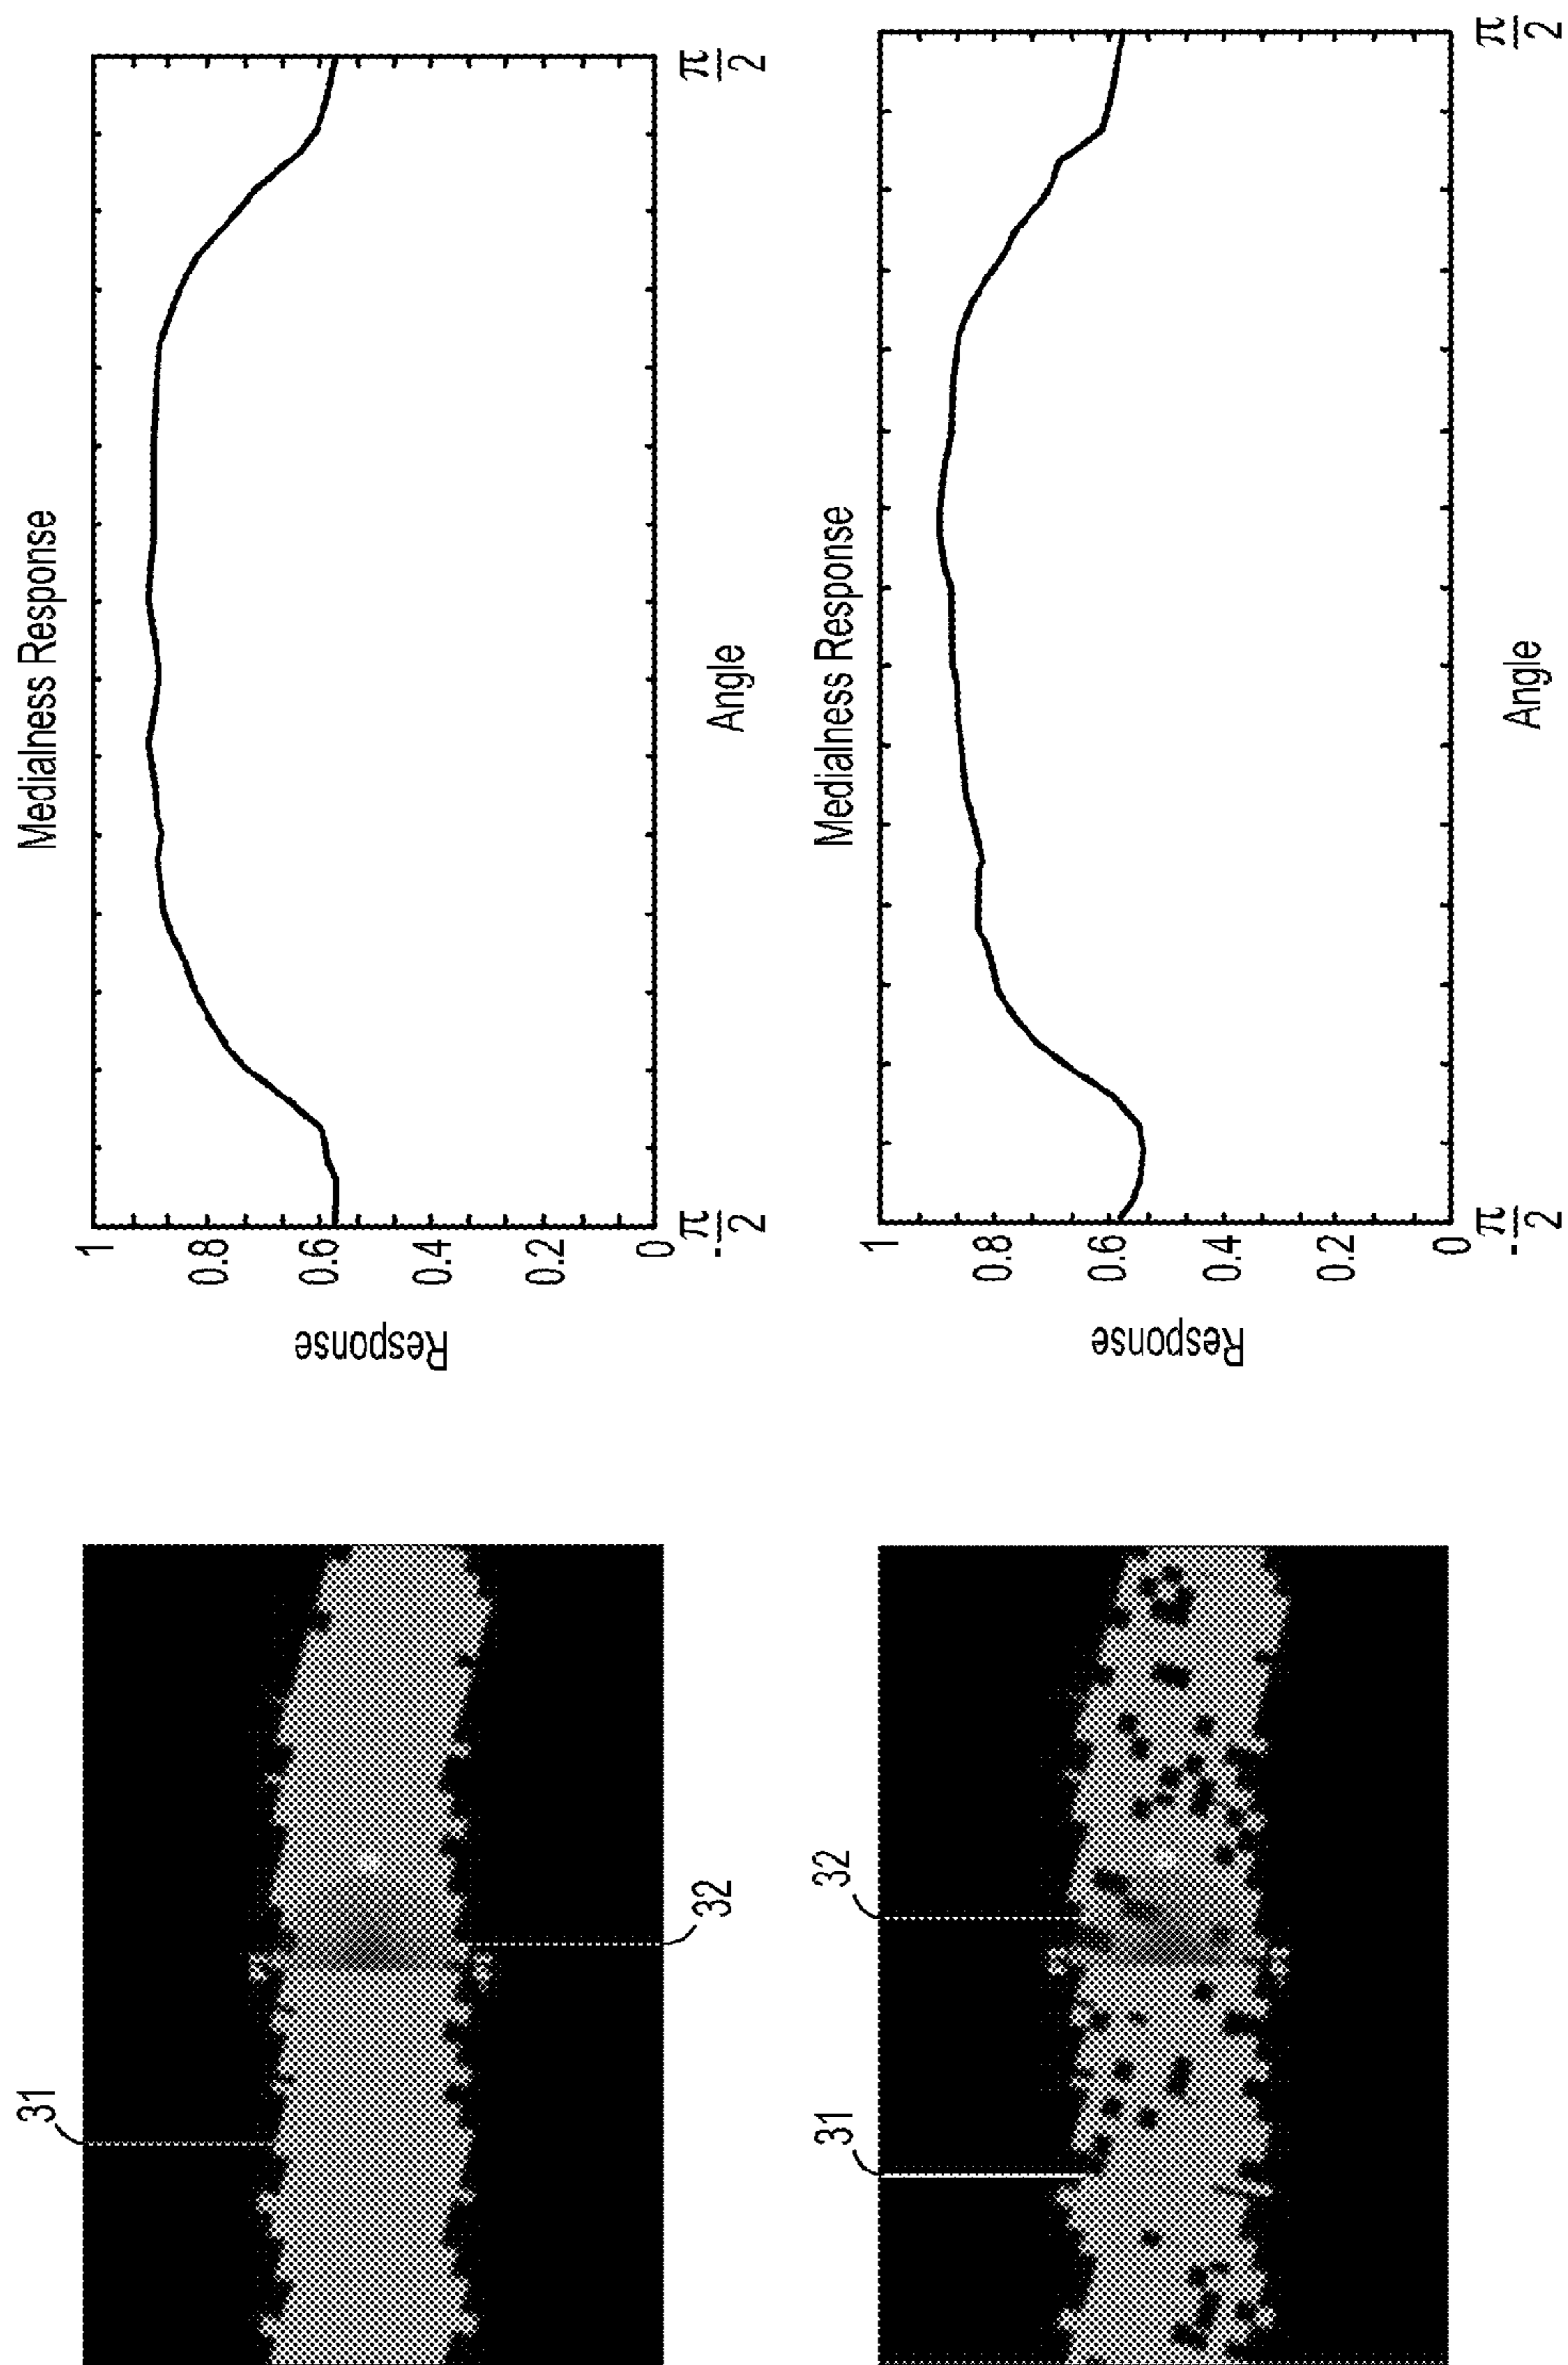 31
32
Medialness Response
Response
1
0.8
0.6
0.4
0.2
0
-π/2
π/2
Angle
31
32
Medialness Response
Response
1
0.8
0.6
0.4
0.2
0
-π/2
π/2
Angle